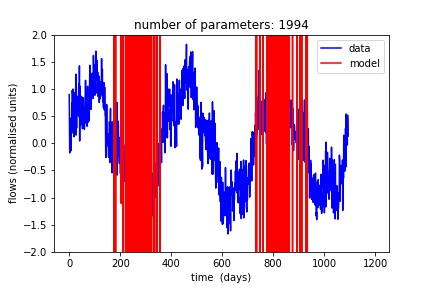 number of parameters: 1994
data
model
flows (normalised units)
2.0
1.5
1.0
0.5
0.0
−0.5
−1.0
−1.5
−2.0
0 200 400 600 800 1000 1200
time (days)